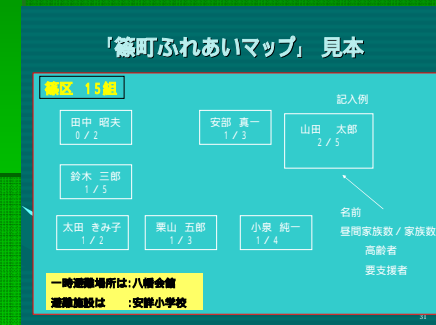 「篠町ふれあいマップ」 見本
篠区 15組
記入例
田中 昭夫
0/2
安部 真一
1/3
山田 太郎
2/5
鈴木 三郎
1/5
太田 きみ子
1/2
栗山 五郎
1/3
小泉 純一
1/4
名前
昼間家族数/家族数
高齢者
要支援者
一時避難場所は:八幡会館
避難施設は :安詳小学校
31